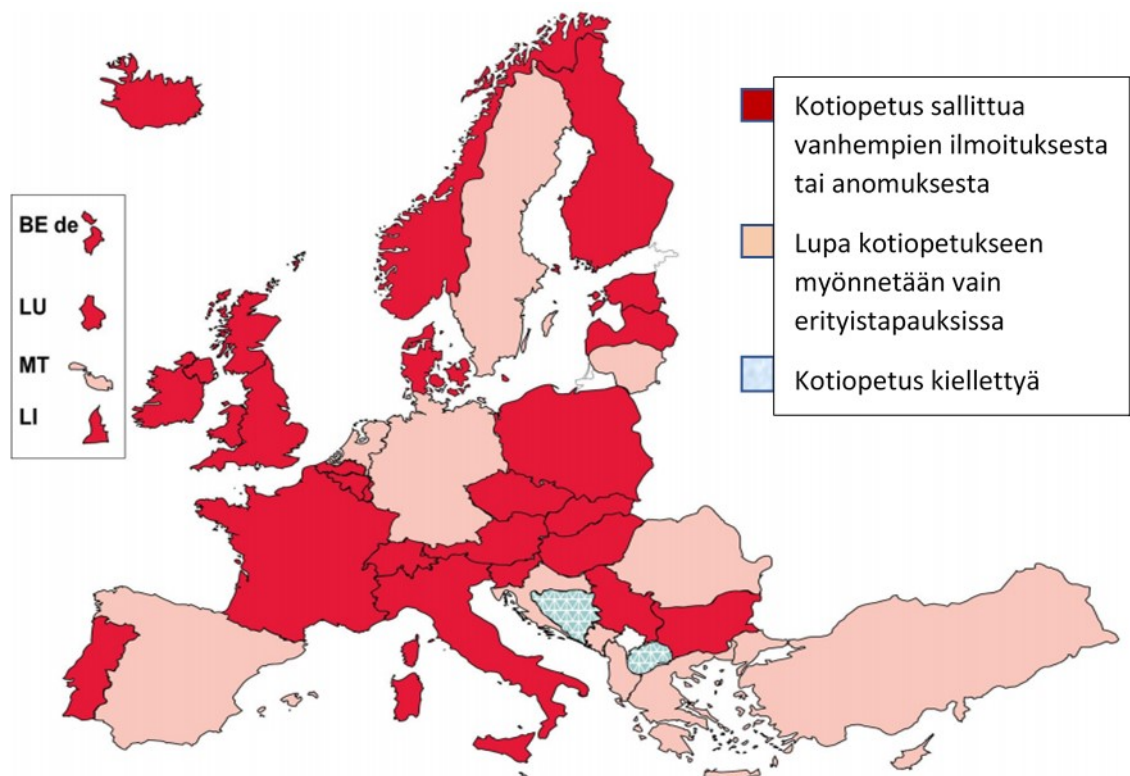 BE de
LU
MT
LI
Kotiopetus sallittua
vanhempien ilmoituksesta
tai anomuksesta
Lupa kotiopetukseen
myönnetään vain
erityistapauksissa
Kotiopetus kiellettyä